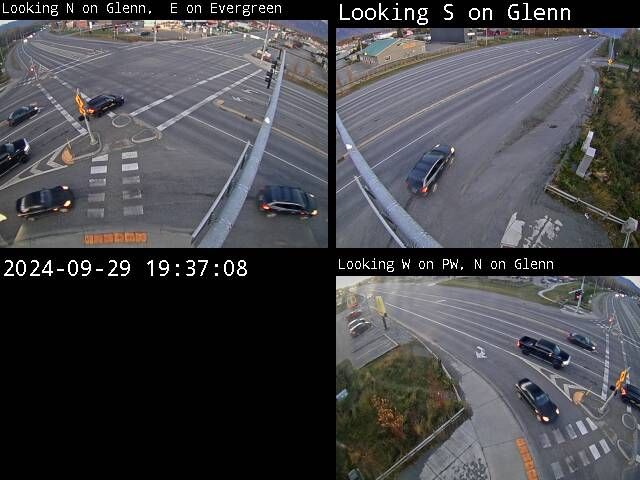 Looking N on Glenn, E on Evergreen
Looking S on Glenn
2024-09-29 19:37:08
Looking W on PW, N on Glenn